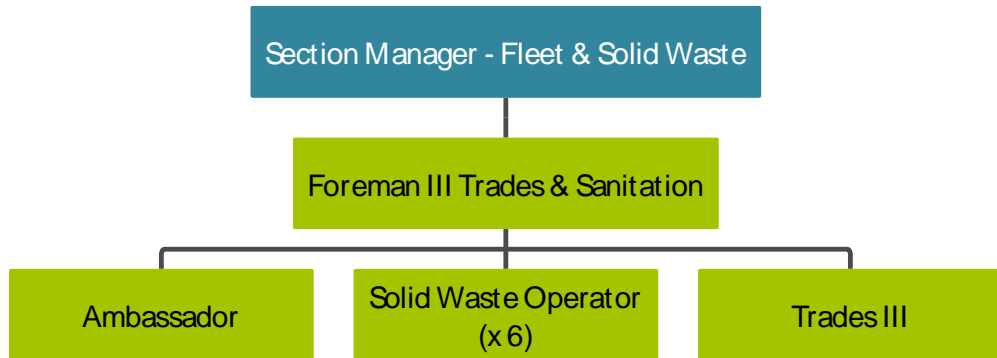 Section Manager - Fleet & Solid Waste
Foreman III Trades & Sanitation
Ambassador
Solid Waste Operator
(x 6)
Trades III